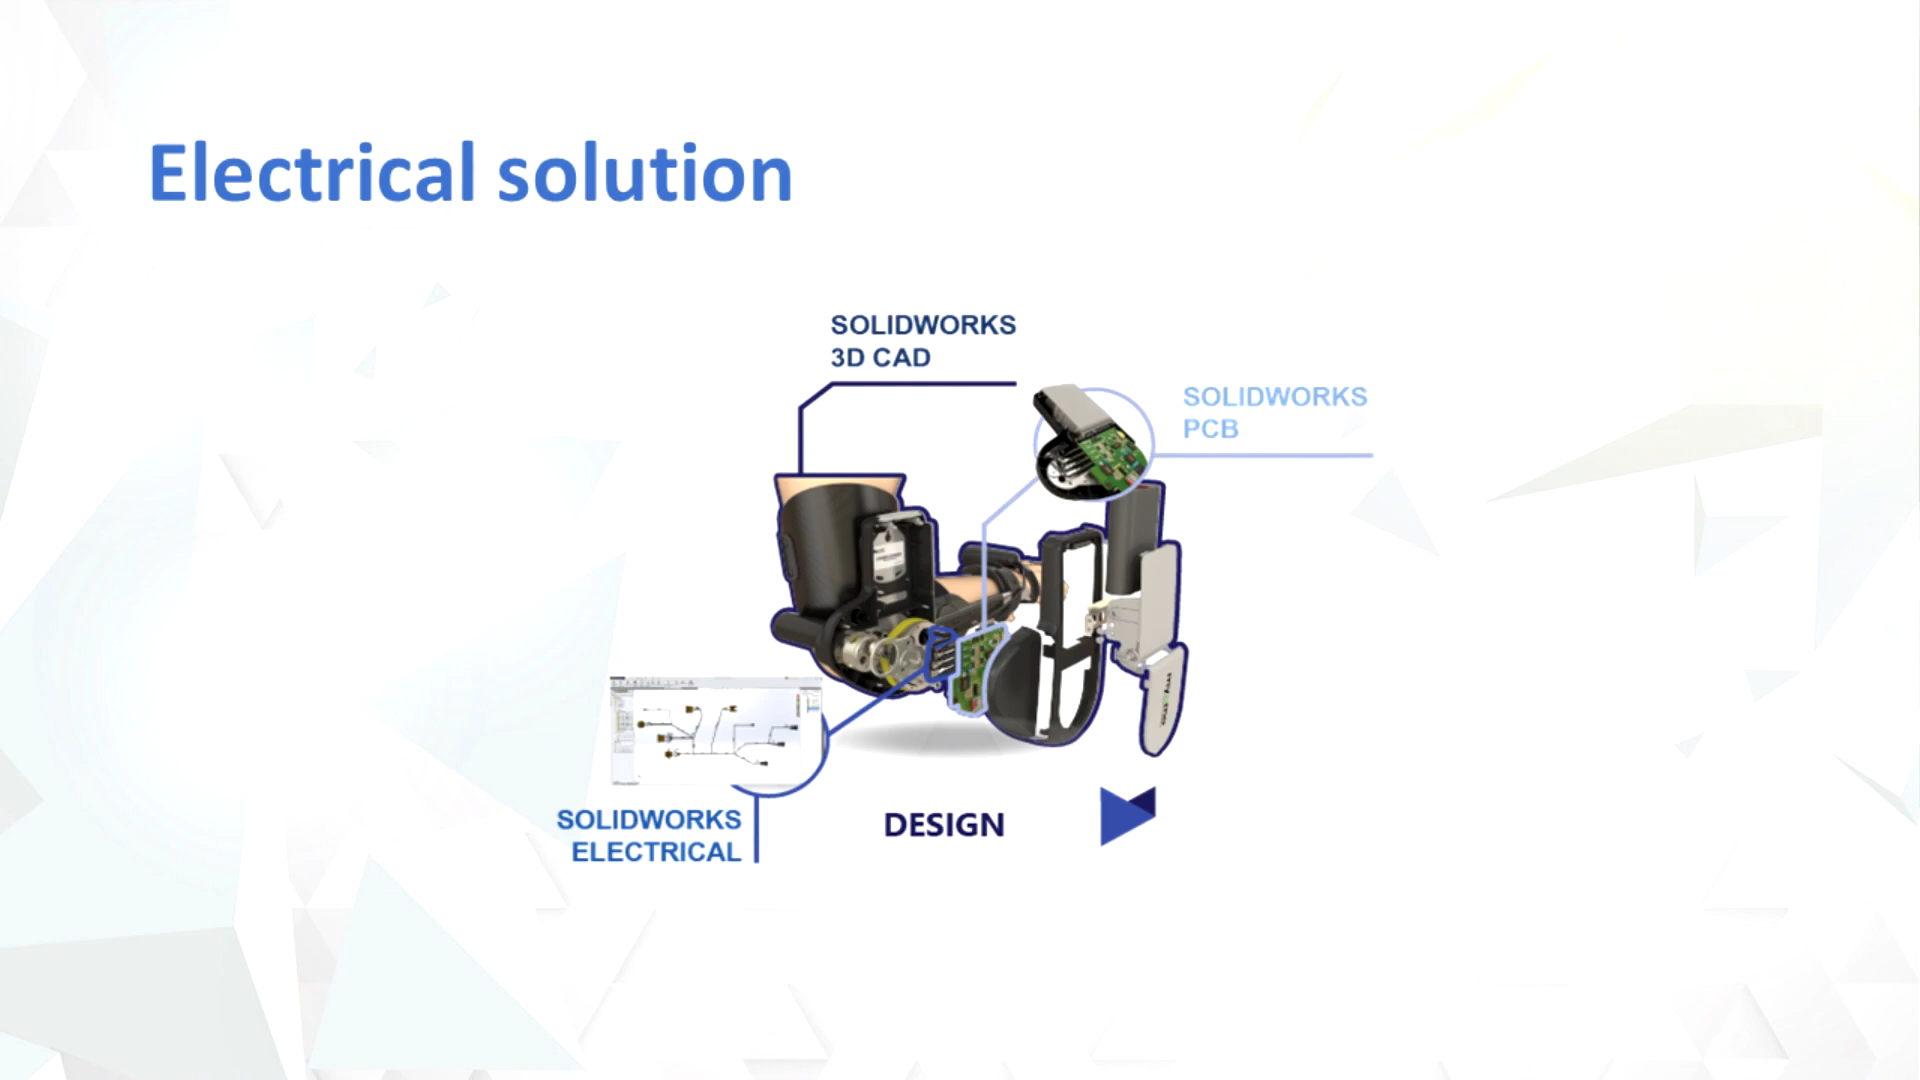 Electrical solution
SOLIDWORKS
3D CAD
SOLIDWORKS
PCB
SOLIDWORKS
ELECTRICAL
DESIGN